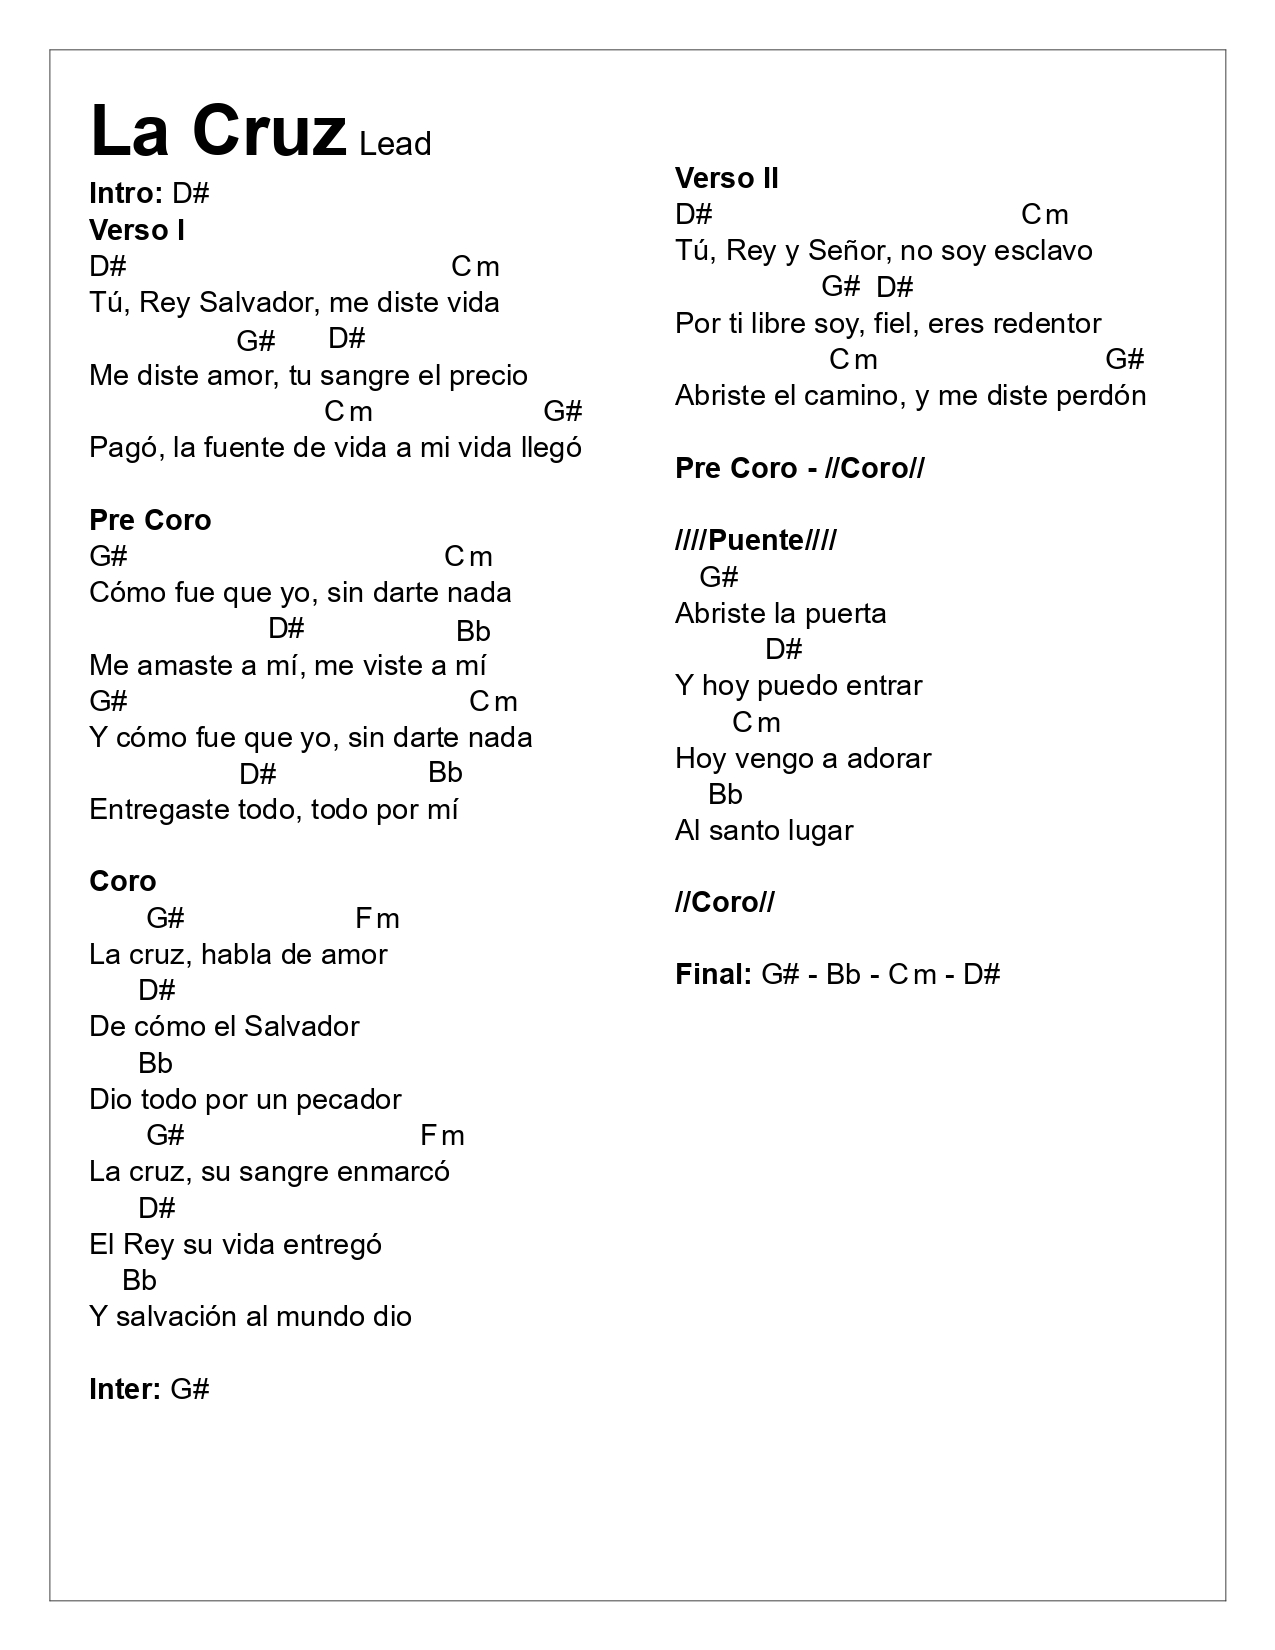 La Cruz Lead
Intro: D#
Verso I
D# Cm
Tú, Rey Salvador, me diste vida
G# D#
Me diste amor, tu sangre el precio
Cm G#
Pagó, la fuente de vida a mi vida llegó
Pre Coro
G# Cm
Cómo fue que yo, sin darte nada
D# Bb
Me amaste a mí, me viste a mí
G# Cm
Y cómo fue que yo, sin darte nada
D# Bb
Entregaste todo, todo por mí
Coro
G# Fm
La cruz, habla de amor
D#
De cómo el Salvador
Bb
Dio todo por un pecador
G# Fm
La cruz, su sangre enmarcó
D#
El Rey su vida entregó
Bb
Y salvación al mundo dio
Inter: G#
Verso II
D# Cm
Tú, Rey y Señor, no soy esclavo
G# D#
Por ti libre soy, fiel, eres redentor
Cm G#
Abriste el camino, y me diste perdón
Pre Coro - //Coro//
////Puente////
G#
Abriste la puerta
D#
Y hoy puedo entrar
Cm
Hoy vengo a adorar
Bb
Al santo lugar
//Coro//
Final: G# - Bb - Cm - D#